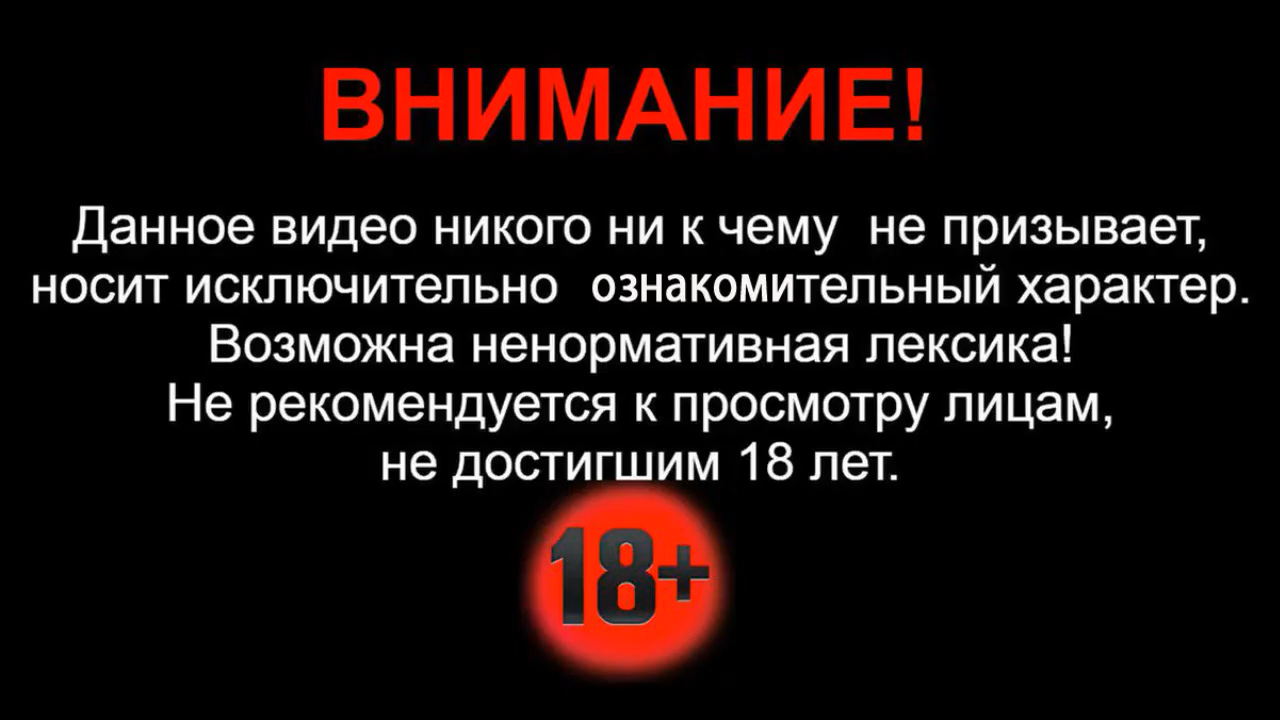 ВНИМАНИЕ!
Данное видео никого ни к чему не призывает,
носит исключительно ознакомительный характер.
Возможна ненормативная лексика!
Не рекомендуется к просмотру лицам,
не достигшим 18 лет.
18+